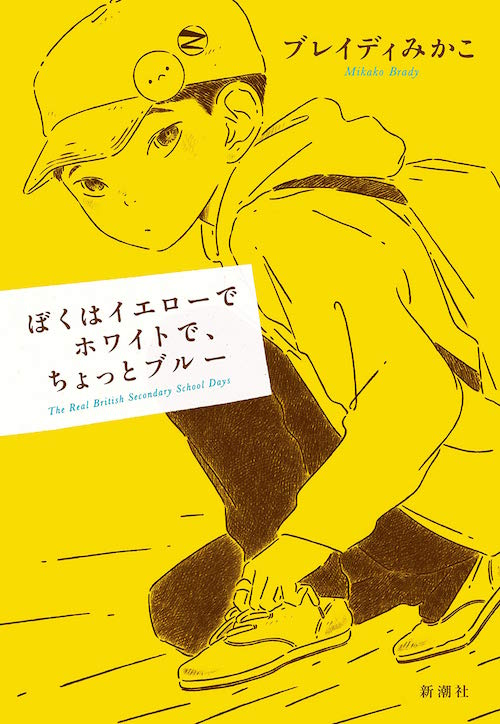 ブレイディみかこ
Mikako Brady
ぼくはイエローで
ホワイトで、
ちょっとブルー
The Real British Secondary School Days
新潮社